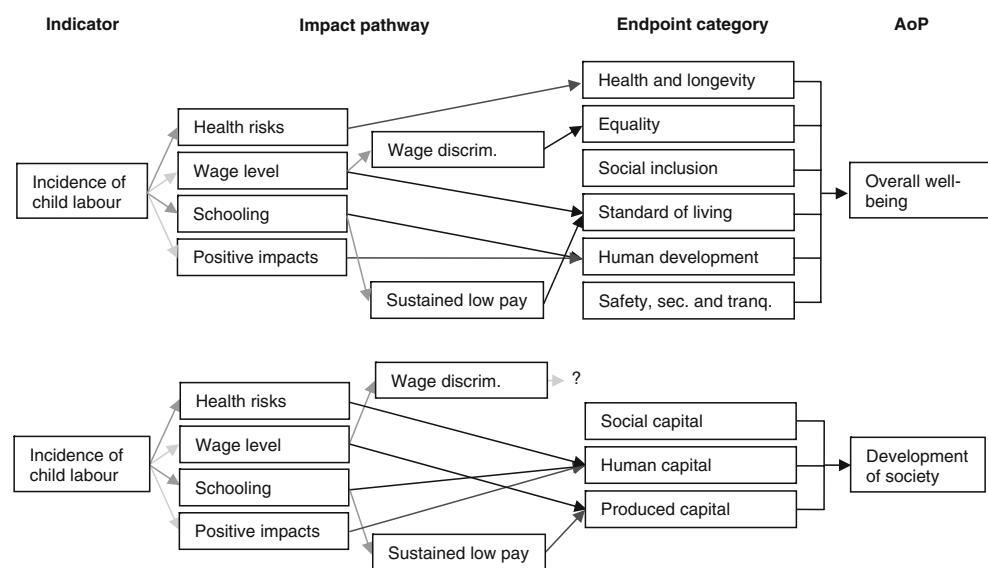 Indicator
Impact pathway
Endpoint category
AoP
Health and longevity
Health risks
Equality
Wage discrim.
Wage level
Social inclusion
Incidence of
child labour
Overall well-
being
Schooling
Standard of living
Positive impacts
Human development
Sustained low pay
Safety, sec. and tranq.
Wage discrim.
?
Health risks
Social capital
Wage level
Incidence of
child labour
Human capital
Development
of society
Schooling
Produced capital
Positive impacts
Sustained low pay